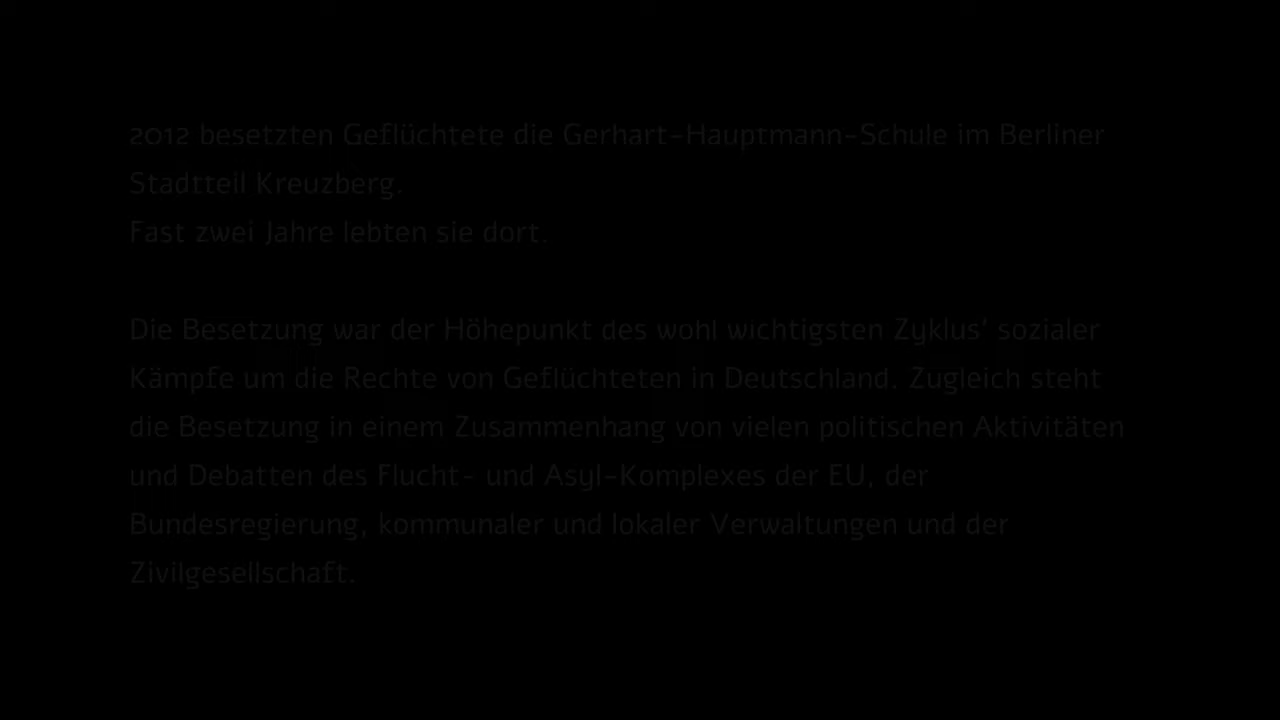 2012 besetzten Geflüchtete die Gerhart-Hauptmann-Schule im Berliner
Stadtteil Kreuzberg.
Fast zwei Jahre lebten sie dort.
Die Besetzung war der Höhepunkt des wohl wichtigsten Zyklus' sozialer
Kämpfe um die Rechte von Geflüchteten in Deutschland. Zugleich steht
die Besetzung in einem Zusammenhang von vielen politischen Aktivitäten
und Debatten des Flucht- und Asyl-Komplexes der EU, der
Bundesregierung, kommunaler und lokaler Verwaltungen und der
Zivilgesellschaft.